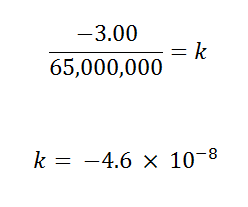 −3.00
65,000,000 = k
k = −4.6 × 10⁻⁸